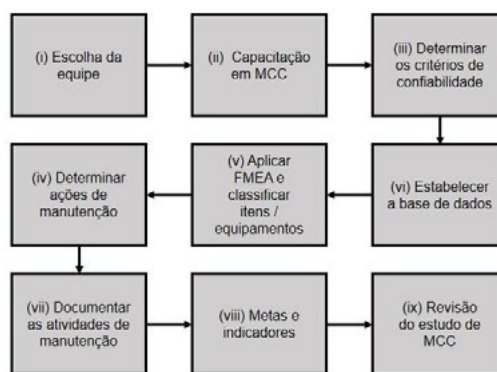 (i) Escolha da
equipe
(ii) Capacitação
em MCC
(iii) Determinar
os critérios de
confiabilidade
(iv) Determinar
ações de
manutenção
(v) Aplicar
FMEA e
classificar
itens /
equipamentos
(vi) Estabelecer
a base de dados
(vii) Documentar
as atividades de
manutenção
(viii) Metas e
indicadores
(ix) Revisão
do estudo de
MCC